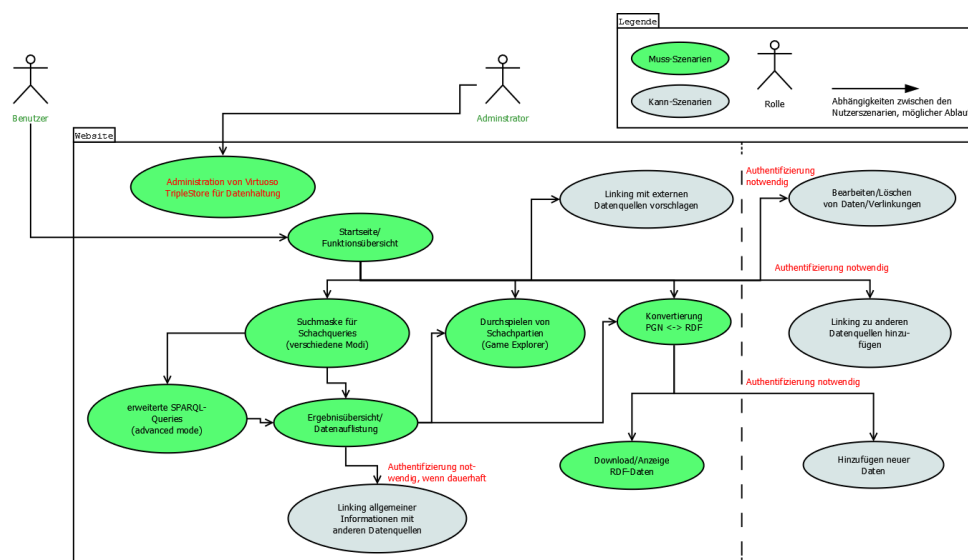 Legende
Muss-Szenarien
Kann-Szenarien
Rolle
Abhängigkeiten zwischen den
Nutzerszenarien, möglicher Ablauf
Benutzer
Adminstrator
Website
Administration von Virtuoso
TripleStore für Datenhaltung
Linking mit externen
Datenquellen vorschlagen
Authentifizierung
notwendig
Bearbeiten/Löschen
von Daten/Verlinkungen
Startseite/
Funktionsübersicht
Authentifizierung notwendig
Suchmaske für
Schachqueries
(verschiedene Modi)
Durchspielen von
Schachpartien
(Game Explorer)
Konvertierung
PGN <-> RDF
Linking zu anderen
Datenquellen hinzu-
fügen
Authentifizierung notwendig
erweiterte SPARQL-
Queries
(advanced mode)
Ergebnisübersicht/
Datenauflistung
Download/Anzeige
RDF-Daten
Hinzufügen neuer
Daten
Authentifizierung not-
wendig, wenn dauerhaft
Linking allgemeiner
Informationen mit
anderen Datenquellen